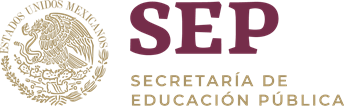 ESTADOS UNIDOS MEXICANOS
SEP
SECRETARÍA DE
EDUCACIÓN PÚBLICA